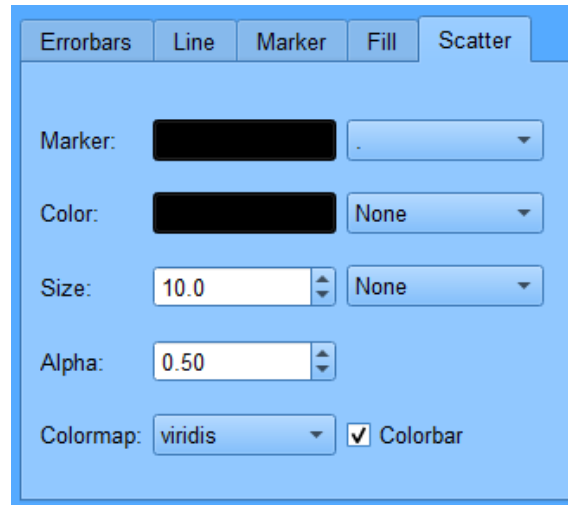 Errorbars Line Marker Fill Scatter
Marker: .
Color: None
Size: 10.0 None
Alpha: 0.50
Colormap: viridis Colorbar